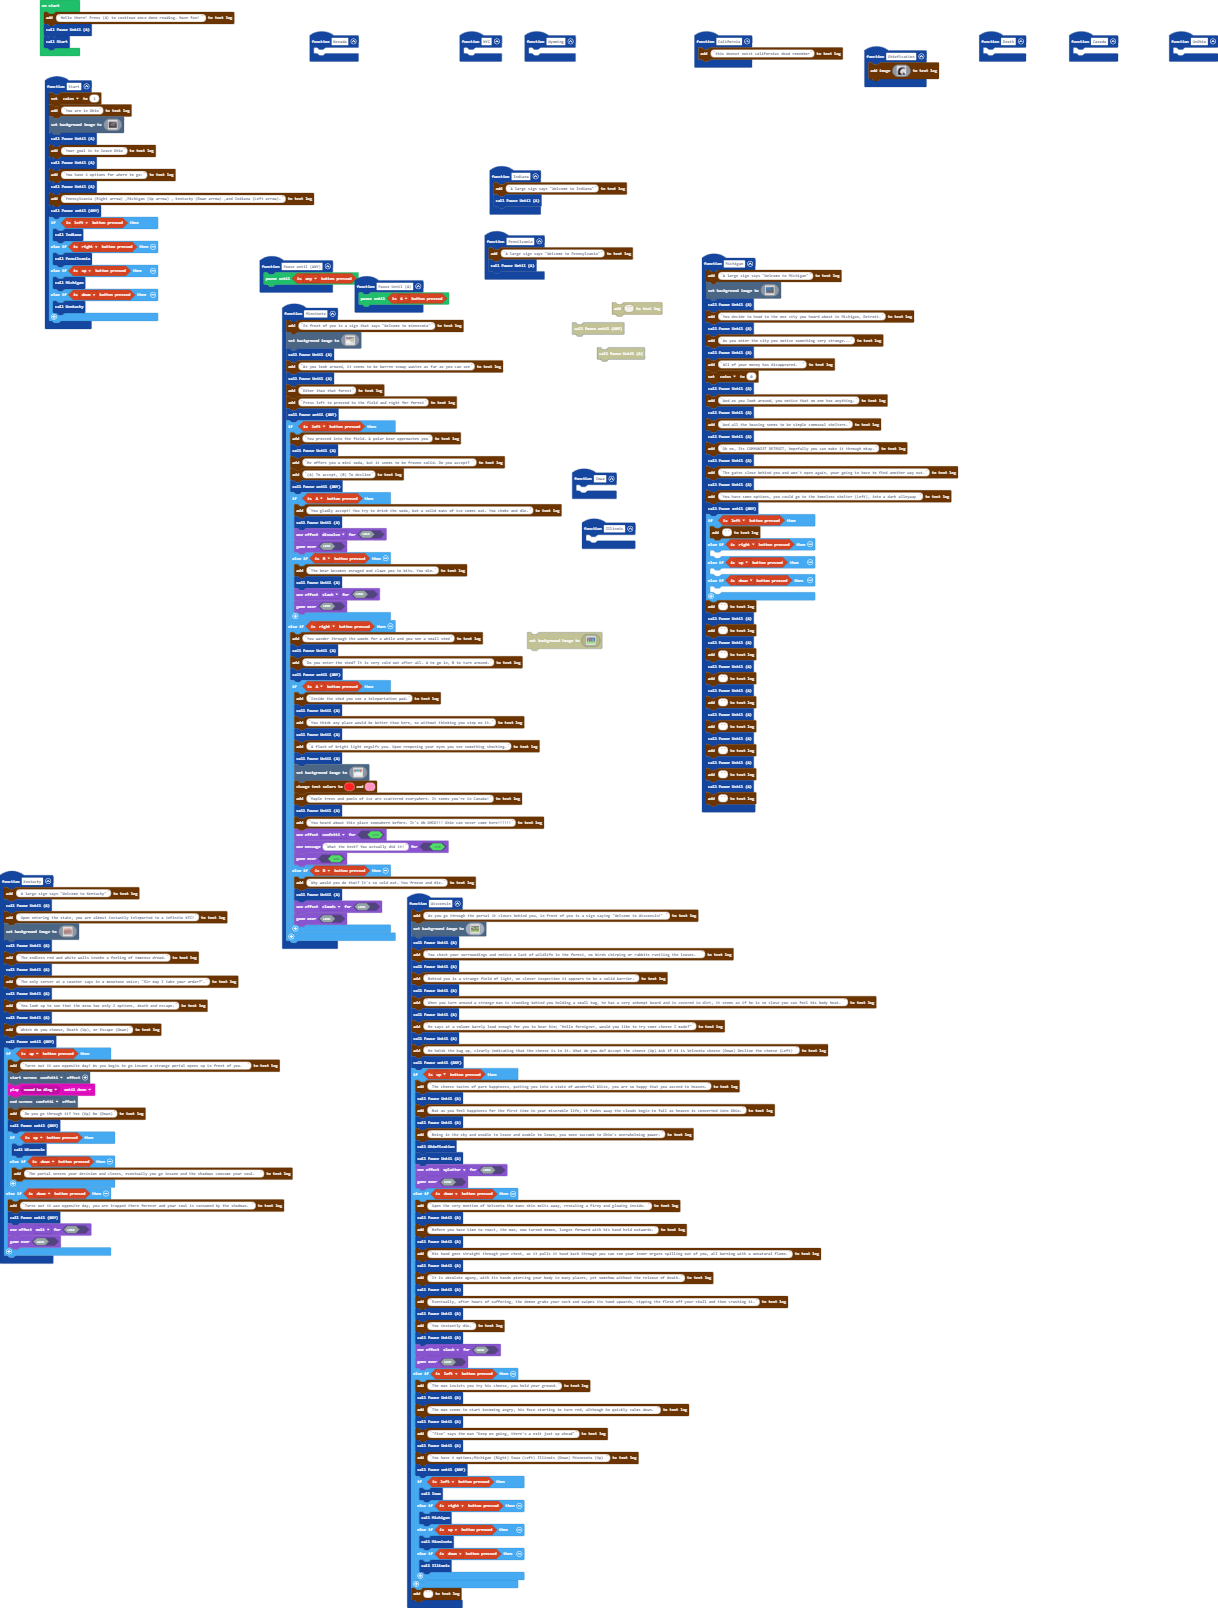 on start
add Hello there! Press (A) to continue once done reading. Have fun! to text log
call Pause Until (A)
call Start
function Nevada
function NYC
function Wyoming
function California
add this doesnt exist californias dead remember to text log
function Ohiofication
add image to text log
function Death
function Canada
function Start
set value to 1
add You are in Ohio to text log
set background image to
call Pause Until (A)
add Your goal is to leave Ohio to text log
call Pause Until (A)
add You have 4 options for where to go: to text log
call Pause Until (A)
add Pennsylvania (Right arrow) ,Michigan (Up arrow) , Kentucky (Down arrow) ,and Indiana (Left arrow). to text log
call Pause until (ANY)
if is left button pressed then
call Indiana
else if is right button pressed then
call Pennsylvania
else if is up button pressed then
call Michigan
else if is down button pressed then
call Kentucky
function Indiana
add A large sign says "Welcome to Indiana" to text log
call Pause Until (A)
function Pennsylvania
add A large sign says "Welcome to Pennsylvania" to text log
call Pause Until (A)
function Pause until (ANY)
pause until is any button pressed
function Pause Until (A)
pause until is A button pressed
add to text log
call Pause until (ANY)
call Pause Until (A)
function Iowa
function Illinois
set background image to
function Minnesota
add In front of you is a sign that says "Welcome to Minnesota" to text log
set background image to
call Pause Until (A)
add As you look around, it seems to be barren snowy wastes as far as you can see to text log
call Pause Until (A)
add Other than that forest to text log
add Press left to proceed to the field and right for forest to text log
call Pause until (ANY)
if is left button pressed then
add You proceed into the field. A polar bear approaches you to text log
call Pause Until (A)
add He offers you a mini soda, but it seems to be frozen solid. Do you accept? to text log
add (A) To accept, (B) To decline to text log
call Pause until (ANY)
if is A button pressed then
add You gladly accept! You try to drink the soda, but a solid mass of ice comes out. You choke and die. to text log
call Pause Until (A)
use effect dissolve for
game over
else if is B button pressed then
add The bear becomes enraged and claws you to bits. You die. to text log
call Pause Until (A)
use effect slash for
game over
else if is right button pressed then
add You wander through the woods for a while and you see a small shed to text log
call Pause Until (A)
add Do you enter the shed? It is very cold out after all. A to go in, B to turn around. to text log
call Pause until (ANY)
if is A button pressed then
add Inside the shed you see a teleportation pad. to text log
call Pause Until (A)
add You think any place would be better than here, so without thinking you step on it. to text log
call Pause Until (A)
add A flash of bright light engulfs you. Upon reopening your eyes you see something shocking. to text log
call Pause Until (A)
set background image to
change text colors to and
add Maple trees and pools of ice are scattered everywhere. It seems you're in Canada! to text log
call Pause Until (A)
use effect confetti for
use message What the heck? You actually did it! for
game over
else if is B button pressed then
add Why would you do that? It's so cold out. You freeze and die. to text log
call Pause Until (A)
use effect clouds for
game over
function Michigan
add A large sign says "Welcome to Michigan" to text log
set background image to
call Pause Until (A)
add You decide to head to the one city you heard about in Michigan, Detroit. to text log
call Pause Until (A)
add As you enter the city you notice something very strange... to text log
call Pause Until (A)
add All of your money has disappeared. to text log
set value to 0
call Pause Until (A)
add And as you look around, you notice that no one has anything. to text log
call Pause Until (A)
add And all the housing seems to be simple communal shelters. to text log
call Pause Until (A)
add Oh no, Its COMMUNIST DETROIT, hopefully you can make it through okay. to text log
call Pause Until (A)
add The gates close behind you and won't open again, your going to have to find another way out. to text log
call Pause Until (A)
add You have some options, you could go to the homeless shelter (Left), into a dark alleyway to text log
call Pause until (ANY)
if is left button pressed then
add to text log
else if is right button pressed then
else if is up button pressed then
else if is down button pressed then
add to text log
call Pause Until (A)
add to text log
call Pause Until (A)
add to text log
call Pause Until (A)
add to text log
call Pause Until (A)
add to text log
call Pause Until (A)
add to text log
call Pause Until (A)
add to text log
call Pause Until (A)
add to text log
call Pause Until (A)
add to text log
function Kentucky
add A large sign says "Welcome to Kentucky" to text log
call Pause Until (A)
add Upon entering the state, you are almost instantly teleported to a infinite KFC! to text log
set background image to
call Pause Until (A)
add The endless red and white walls invoke a feeling of immense dread. to text log
call Pause Until (A)
add The only server at a counter says in a monotone voice; "Sir may I take your order?". to text log
call Pause Until (A)
add You look up to see that the menu has only 2 options, death and escape. to text log
call Pause Until (A)
add Which do you choose, Death (Up), or Escape (Down) to text log
call Pause until (ANY)
if is up button pressed then
add Turns out it was opposite day! As you begin to go insane a strange portal opens up in front of you. to text log
start screen confetti effect
play sound ba ding until done
end screen confetti effect
add Do you go through it? Yes (Up) No (Down) to text log
call Pause until (ANY)
if is up button pressed then
call Wisconsin
else if is down button pressed then
add The portal senses your decision and closes, eventually you go insane and the shadows consume your soul. to text log
else if is down button pressed then
add Turns out it was opposite day, you are trapped there forever and your soul is consumed by the shadows. to text log
call Pause until (ANY)
use effect melt for
game over
function Wisconsin
add As you go through the portal it closes behind you, in front of you is a sign saying "Welcome to Wisconsin!" to text log
set background image to
call Pause Until (A)
add You check your surroundings and notice a lack of wildlife in the forest, no birds chirping or rabbits rustling the leaves. to text log
call Pause Until (A)
add Behind you is a strange field of light, on closer inspection it appears to be a solid barrier. to text log
call Pause Until (A)
add When you turn around a strange man is standing behind you holding a small bag, he has a very unkempt beard and is covered in dirt, it seems as if he is so close you can feel his body heat. to text log
call Pause Until (A)
add He says at a volume barely loud enough for you to hear him; "Hello foreigner, would you like to try some cheese I made?" to text log
call Pause Until (A)
add He holds the bag up, clearly indicating that the cheese is in it. What do you do? Accept the cheese (Up) Ask if it is Velveeta cheese (Down) Decline the cheese (Left) to text log
call Pause until (ANY)
if is up button pressed then
add The cheese tastes of pure happiness, putting you into a state of wonderful bliss, you are so happy that you ascend to heaven. to text log
call Pause Until (A)
add But as you feel happiness for the first time in your miserable life, it fades away the clouds begin to fall as heaven is converted into Ohio. to text log
call Pause Until (A)
add Being in the sky and unable to leave and unable to leave, you soon succumb to Ohio's overwhelming power. to text log
call Ohiofication
call Pause Until (A)
use effect splatter for
game over
else if is down button pressed then
add Upon the very mention of Velveeta the mans skin melts away, revealing a firey and glowing inside. to text log
call Pause Until (A)
add Before you have time to react, the man, now turned demon, lunges forward with his hand held outwards. to text log
call Pause Until (A)
add His hand goes straight through your chest, as it pulls it hand back through you can see your inner organs spilling out of you, all burning with a unnatural flame. to text log
call Pause Until (A)
add It is absolute agony, with his hands piercing your body in many places, yet somehow without the release of death. to text log
call Pause Until (A)
add Eventually, after hours of suffering, the demon grabs your neck and swipes its hand upwards, ripping the flesh off your skull and then crushing it. to text log
call Pause Until (A)
add You instantly die. to text log
call Pause Until (A)
use effect slash for
game over
else if is left button pressed then
add The man insists you try his cheese, you hold your ground. to text log
call Pause Until (A)
add The man seems to start becoming angry, his face starting to turn red, although he quickly calms down. to text log
call Pause Until (A)
add "Fine" says the man "Keep on going, there's a exit just up ahead" to text log
call Pause Until (A)
add You have 4 options;Michigan (Right) Iowa (Left) Illinois (Down) Minnesota (Up) to text log
call Pause until (ANY)
if is left button pressed then
call Iowa
else if is right button pressed then
call Michigan
else if is up button pressed then
call Minnesota
else if is down button pressed then
call Illinois
add to text log